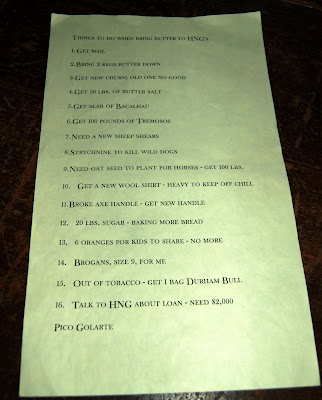 Things to do when bring butter to HNG's
1. Get mail
2. Bring 2 kegs butter down
3. Get new churn; old one no good
4. Get 50 lbs. of butter salt
5. Get slab of Bacalhau
6. Get 100 pounds of Tremosos
7. Need a new sheep shears
8. Strychnine to kill wild dogs
9. Need oat seed to plant for horses - get 100 lbs.
10. Get a new wool shirt - heavy to keep off chill
11. Broke axe handle - get new handle
12. 20 lbs. sugar - baking more bread
13. 6 oranges for kids to share - no more
14. Brogans, size 9, for me
15. Out of tobacco - get 1 bag Durham Bull
16. Talk to HNG about loan - need $2,000
Pico Golarte